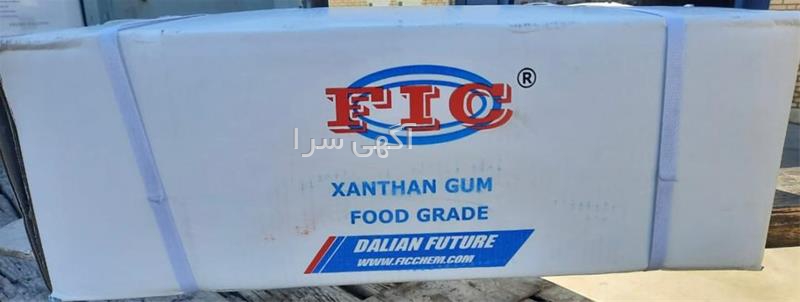 FIC®
آگهی سرا
XANTHAN GUM
FOOD GRADE
DALIAN FUTURE
WWW.FICCHEM.COM